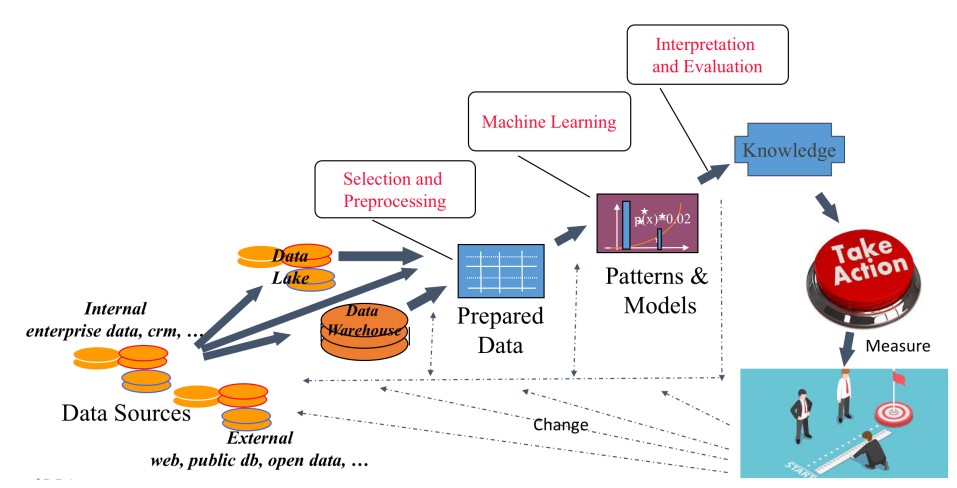 Interpretation
and Evaluation
Machine Learning
Knowledge
Selection and
Preprocessing
p(x)=0.02
Take
Action
Data
Lake
Patterns &
Models
Internal
enterprise data, crm, …
Data
Warehouse
Prepared
Data
Measure
Data Sources
Change
External
web, public db, open data, …
START